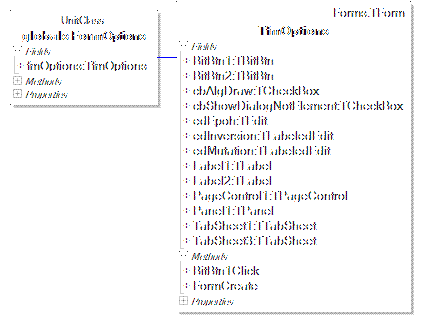 UnitClass
globals:FormOptions
Fields
frmOptions:TfrmOptions
Methods
Properties
Forms.TForm
TfrmOptions
Fields
BitBtn1:TBitBtn
BitBtn2:TBitBtn
cbAlgDraw:TCheckBox
cbShowDialogNotElement:TCheckBox
edEpoh:TEdit
edInversion:TLabeledEdit
edMutation:TLabeledEdit
Label1:TLabel
Label2:TLabel
PageControl1:TPageControl
Panel1:TPanel
TabSheet1:TTabSheet
TabSheet3:TTabSheet
Methods
BitBtn1Click
FormCreate
Properties